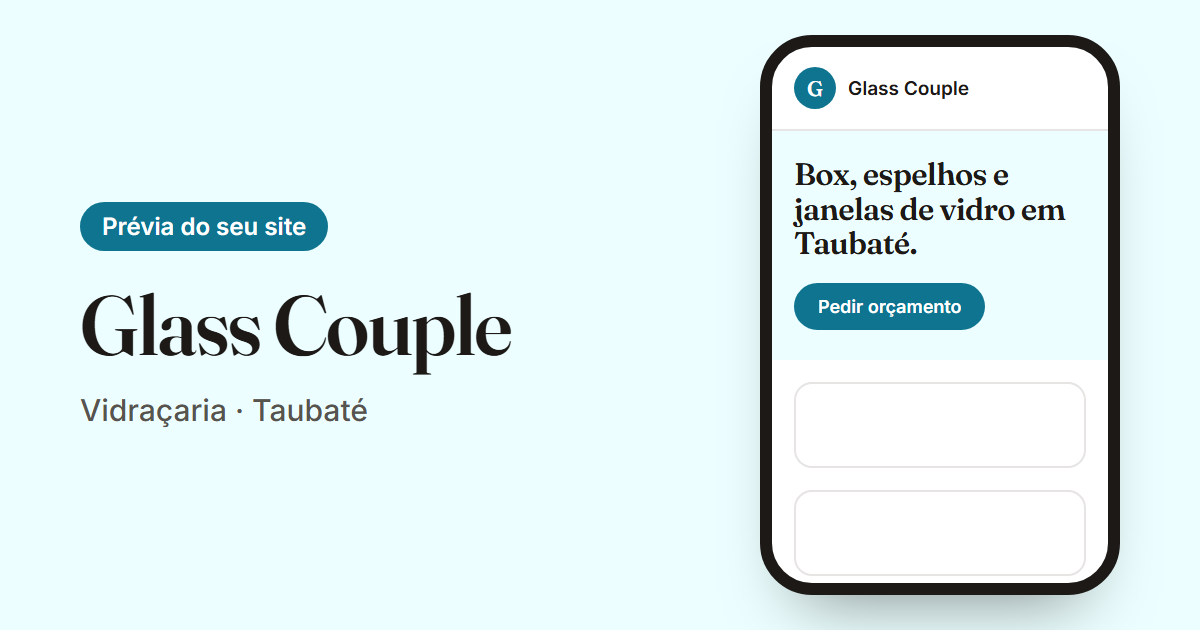 Prévia do seu site
Glass Couple
Vidraçaria · Taubaté
G
Glass Couple
Box, espelhos e
janelas de vidro em
Taubaté.
Pedir orçamento